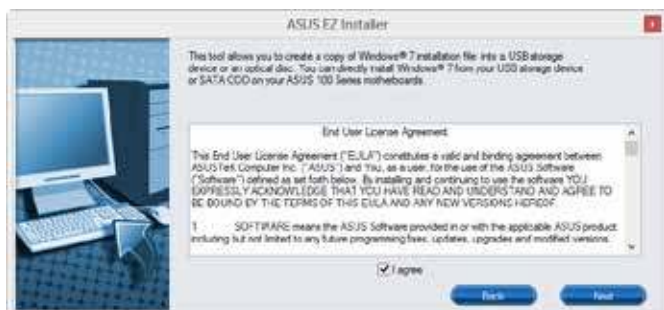 ASUS EZ Installer
This tool allows you to create a copy of Windows® 7 installation file into a USB storage
device or an optical disc. You can directly install Windows® 7 from your USB storage device
or SATA ODD on your ASUS 100 Series motherboards.
End User License Agreement
This End User License Agreement ("EULA") constitutes a valid and binding agreement between
ASUSTek Computer Inc. ("ASUS") and You, as a user, for the use of the ASUS Software
("Software") defined as set forth below. By installing and continuing to use the software YOU
EXPRESSLY ACKNOWLEDGE THAT YOU HAVE READ AND UNDERSTAND AND AGREE TO
BE BOUND BY THE TERMS OF THIS EULA AND ANY NEW VERSIONS HEREOF.
1 SOFTWARE means the ASUS Software provided in or with the applicable ASUS product
including but not limited to any future programming fixes, updates, upgrades and modified versions.
I agree
Back
Next